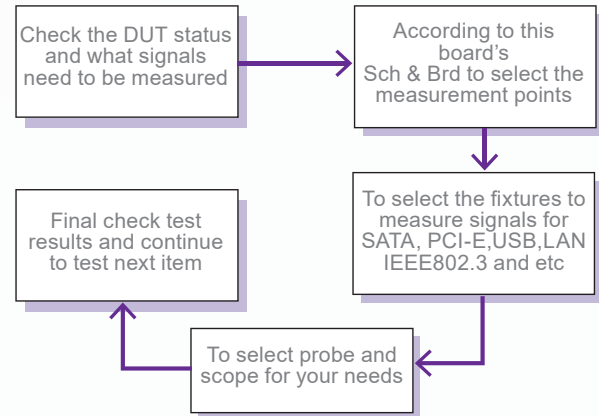 Check the DUT status
and what signals
need to be measured
According to this
board's
Sch & Brd to select the
measurement points
To select the fixtures to
measure signals for
SATA, PCI-E,USB,LAN
IEEE802.3 and etc
To select probe and
scope for your needs
Final check test
results and continue
to test next item